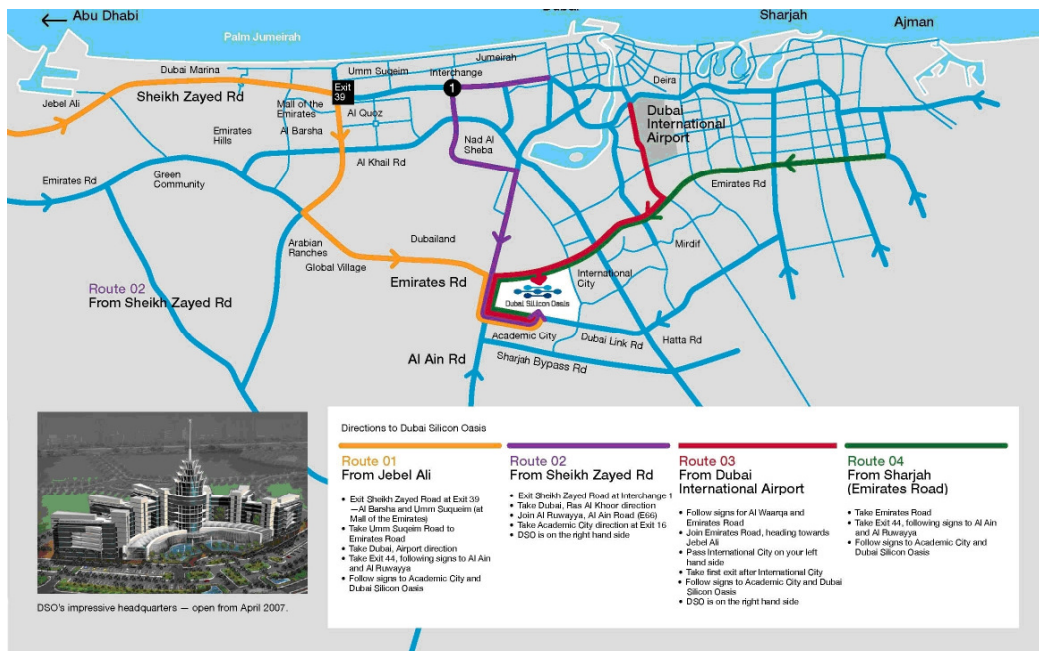 Abu Dhabi
Dubai
Sharjah
Ajman
Palm Jumeirah
Jumeirah
Dubai Marina
Umm Suqeim
Interchange
Deira
Sheikh Zayed Rd
Exit
39
1
Jebel Ali
Mall of the
Emirates
Al Quoz
Dubai
International
Airport
Emirates
Hills
Al Barsha
Nad Al
Sheba
Al Khail Rd
Emirates Rd
Green
Community
Emirates Rd
Arabian
Ranches
Dubailand
Mirdif
Global Village
Route 02
From Sheikh Zayed Rd
Emirates Rd
International
City
Dubai Silicon Oasis
Academic City
Dubai Link Rd
Hatta Rd
Al Ain Rd
Sharjah Bypass Rd
DSO's impressive headquarters — open from April 2007.
Directions to Dubai Silicon Oasis
Route 01
From Jebel Ali
• Exit Sheikh Zayed Road at Exit 39
—Al Barsha and Umm Suquem (at
Mall of the Emirates)
• Take Umm Suqeim Road to
Emirates Road
• Take Dubai, Airport direction
• Take Exit 44, following signs to Al Ain
and Al Ruwayya
• Follow signs to Academic City and
Dubai Silicon Oasis
Route 02
From Sheikh Zayed Rd
• Exit Sheikh Zayed Road at Interchange 1
• Take Dubai, Ras Al Khoor direction
• Join Al Ruwayya, Al Ain Road (E66)
• Take Academic City direction at Exit 16
• DSO is on the right hand side
Route 03
From Dubai
International Airport
• Follow signs for Al Waarqa and
Emirates Road
• Join Emirates Road, heading towards
Jebel Ali
• Pass International City on your left
hand side
• Take first exit after International City
• Follow signs to Academic City and Dubai
Silicon Oasis
• DSO is on the right hand side
Route 04
From Sharjah
(Emirates Road)
• Take Emirates Road
• Take Exit 44, following signs to Al Ain
and Al Ruwayya
• Follow signs to Academic City and
Dubai Silicon Oasis